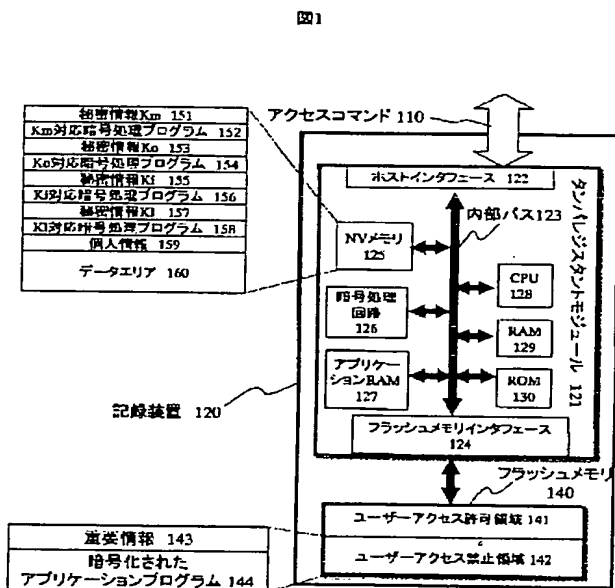 図1
アクセスコマンド 110
秘密情報Km 151
Km対応暗号処理プログラム 152
秘密情報Ko 153
Ko対応暗号処理プログラム 154
秘密情報Ki 155
Ki対応暗号処理プログラム 156
秘密情報Kl 157
Kl対応暗号処理プログラム 158
個人情報 159
データエリア 160
ホストインタフェース 122
内部バス123
NVメモリ
125
暗号処理
回路
126
アプリケー
ションRAM
127
CPU
128
RAM
129
ROM
130
タンパレジスタントモジュール 121
フラッシュメモリインタフェース
124
記録装置 120
フラッシュメモリ
140
ユーザーアクセス許可領域 141
ユーザーアクセス禁止領域 142
重要情報 143
暗号化された
アプリケーションプログラム 144